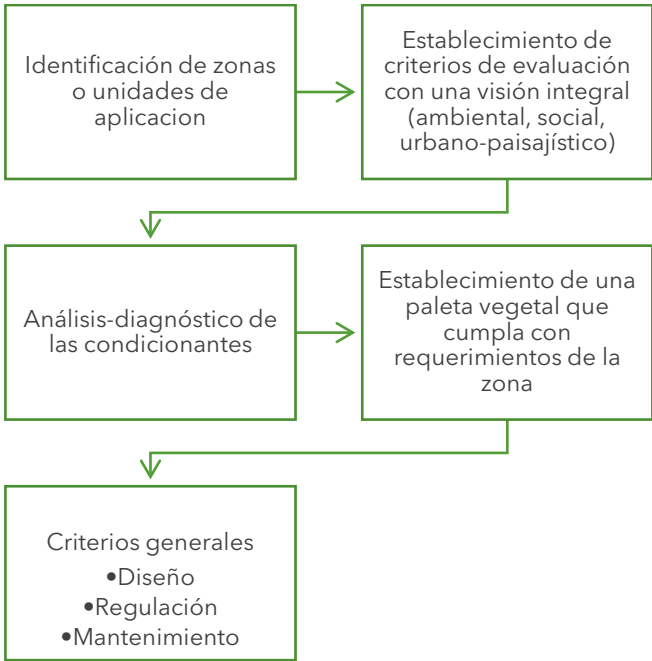 Identificación de zonas
o unidades de
aplicacion
Establecimiento de
criterios de evaluación
con una visión integral
(ambiental, social,
urbano-paisajístico)
Análisis-diagnóstico de
las condicionantes
Establecimiento de una
paleta vegetal que
cumpla con
requerimientos de la
zona
Criterios generales
•Diseño
•Regulación
•Mantenimiento